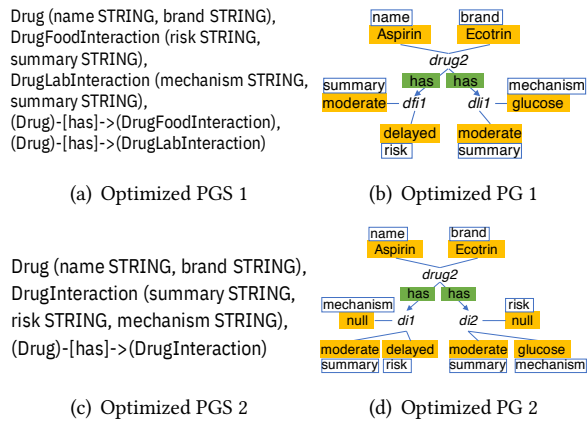 Drug (name STRING, brand STRING),
DrugFoodInteraction (risk STRING,
summary STRING),
DrugLabInteraction (mechanism STRING,
summary STRING),
(Drug)-[has]->(DrugFoodInteraction),
(Drug)-[has]->(DrugLabInteraction)
name brand
Aspirin Ecotrin
drug2
has has
summary mechanism
moderate dfi1 dli1 glucose
delayed moderate
risk summary
(a) Optimized PGS 1
(b) Optimized PG 1
Drug (name STRING, brand STRING),
DrugInteraction (summary STRING,
risk STRING, mechanism STRING),
(Drug)-[has]->(DrugInteraction)
name brand
Aspirin Ecotrin
drug2
has has
mechanism risk
null di1 di2 null
moderate delayed moderate glucose
summary risk summary mechanism
(c) Optimized PGS 2
(d) Optimized PG 2